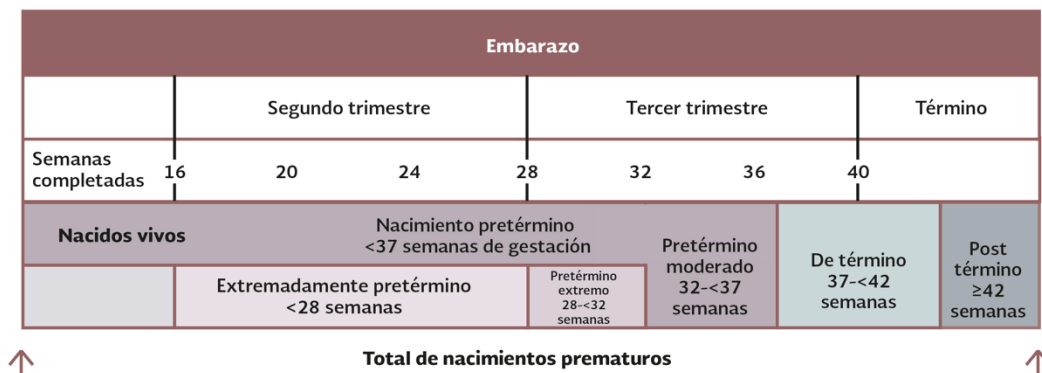 Embarazo
Segundo trimestre
Tercer trimestre
Término
Semanas
completadas
16 20 24 28 32 36 40
Nacidos vivos
Nacimiento pretérmino
<37 semanas de gestación
Extremadamente pretérmino
<28 semanas
Pretérmino
extremo
28-<32
semanas
Pretérmino
moderado
32-<37
semanas
De término
37-<42
semanas
Post
término
≥42
semanas
Total de nacimientos prematuros